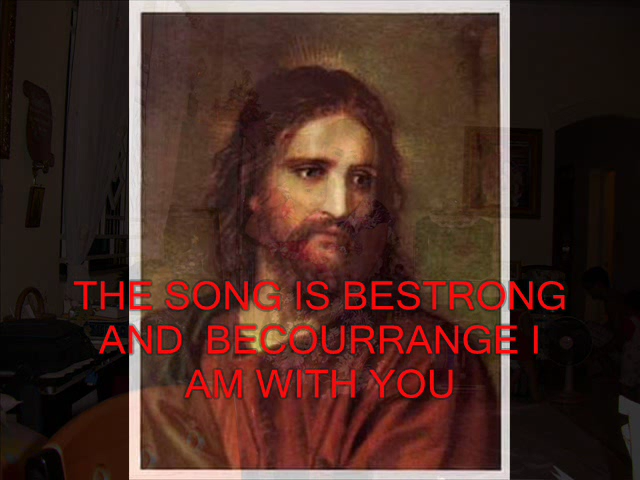 THE SONG IS BESTRONG
AND  BECOURRANGE I
AM WITH YOU